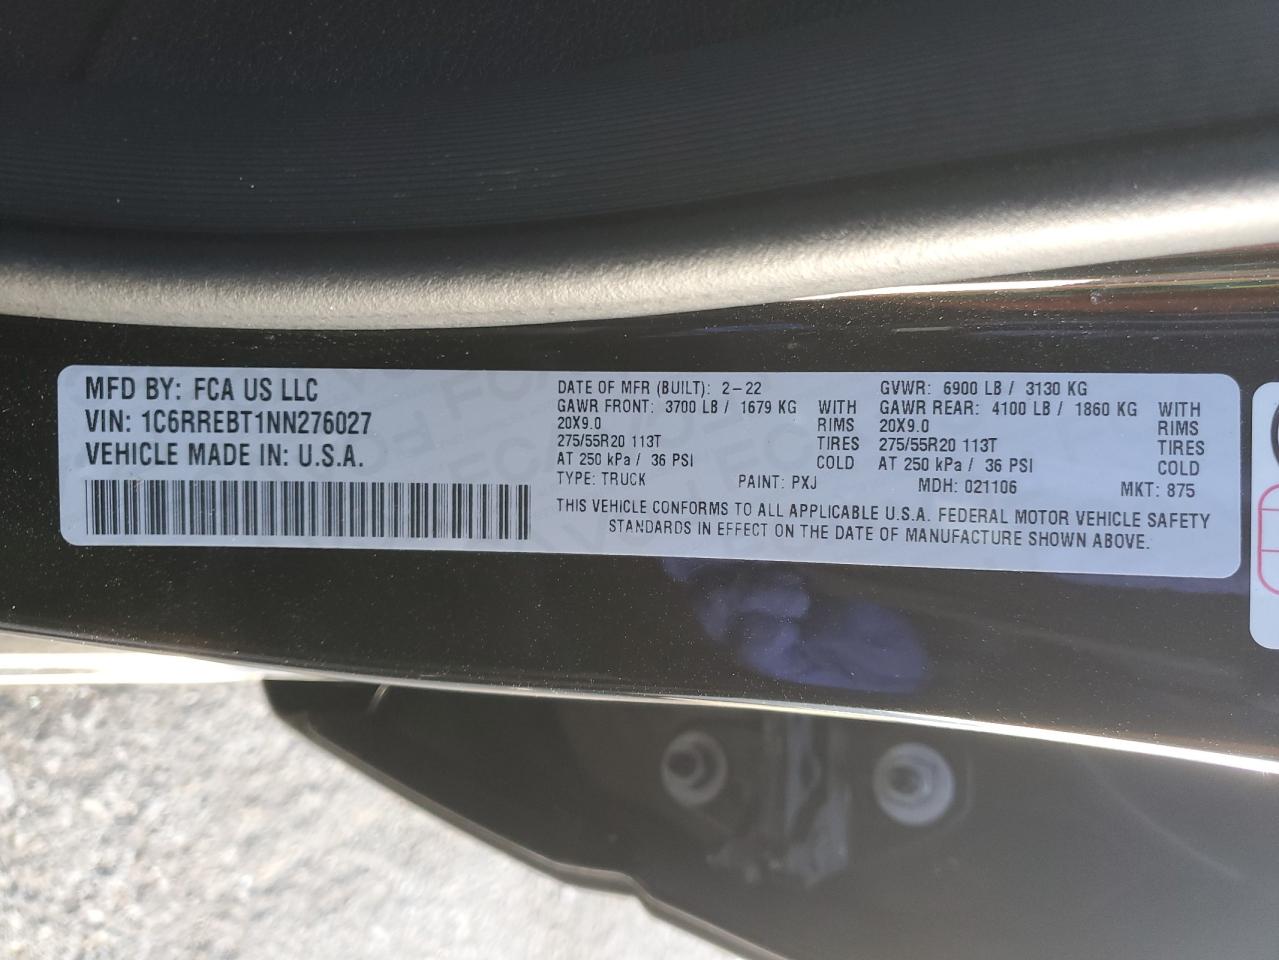 MFD BY: FCA US LLC
VIN: 1C6RREBT1NN276027
VEHICLE MADE IN: U.S.A.
DATE OF MFR (BUILT): 2-22
GAWR FRONT: 3700 LB / 1679 KG WITH
20X9.0 RIMS
275/55R20 113T TIRES
AT 250 kPa / 36 PSI COLD
GVWR: 6900 LB / 3130 KG
GAWR REAR: 4100 LB / 1860 KG WITH
20X9.0 RIMS
275/55R20 113T TIRES
AT 250 kPa / 36 PSI COLD
TYPE: TRUCK PAINT: PXJ MDH: 021106 MKT: 875
THIS VEHICLE CONFORMS TO ALL APPLICABLE U.S.A. FEDERAL MOTOR VEHICLE SAFETY
STANDARDS IN EFFECT ON THE DATE OF MANUFACTURE SHOWN ABOVE.